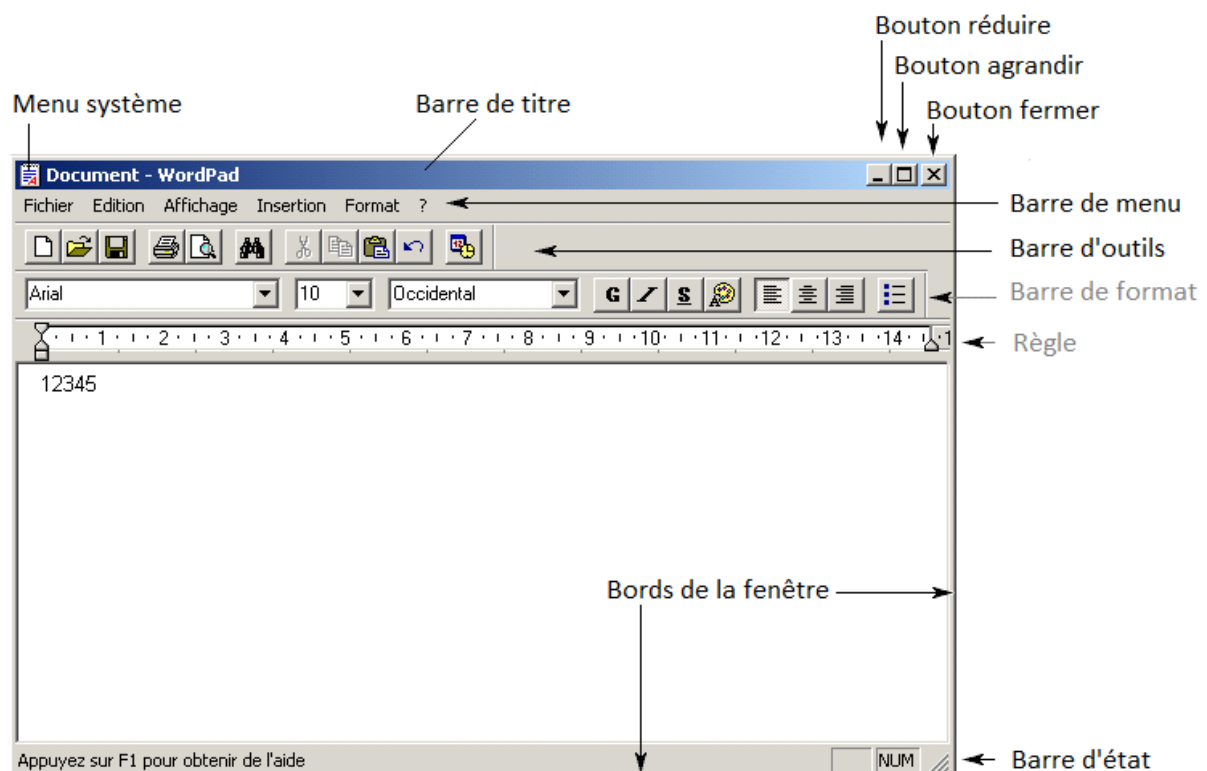 Bouton réduire
Bouton agrandir
Menu système
Barre de titre
Bouton fermer
Document - WordPad
Fichier Edition Affichage Insertion Format ?
Barre de menu
Barre d'outils
Arial 10 Occidental G I S
Barre de format
1 2 3 4 5 6 7 8 9 10 11 12 13 14 1
Règle
12345
Bords de la fenêtre
Appuyez sur F1 pour obtenir de l'aide
NUM
Barre d'état